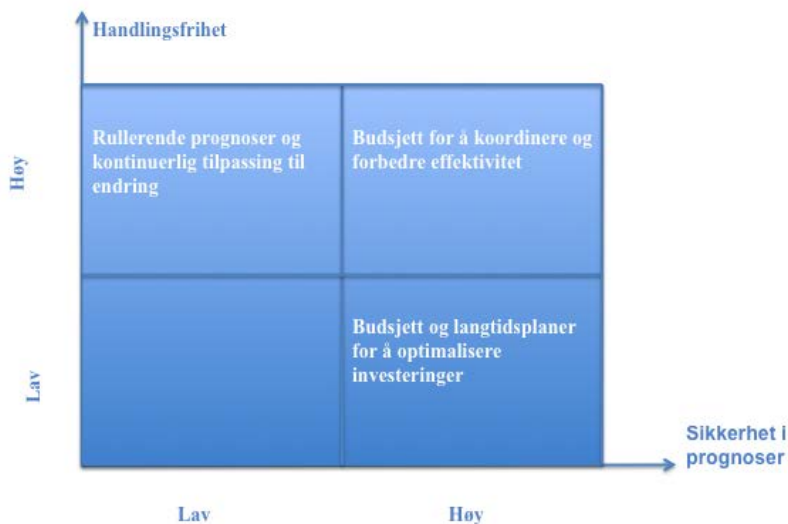 Handlingsfrihet
Høy
Rullerende prognoser og
kontinuerlig tilpassing til
endring
Budsjett for å koordinere og
forbedre effektivitet
Lav
Budsjett og langtidsplaner
for å optimalisere
investeringer
Sikkerhet i
prognoser
Lav
Høy